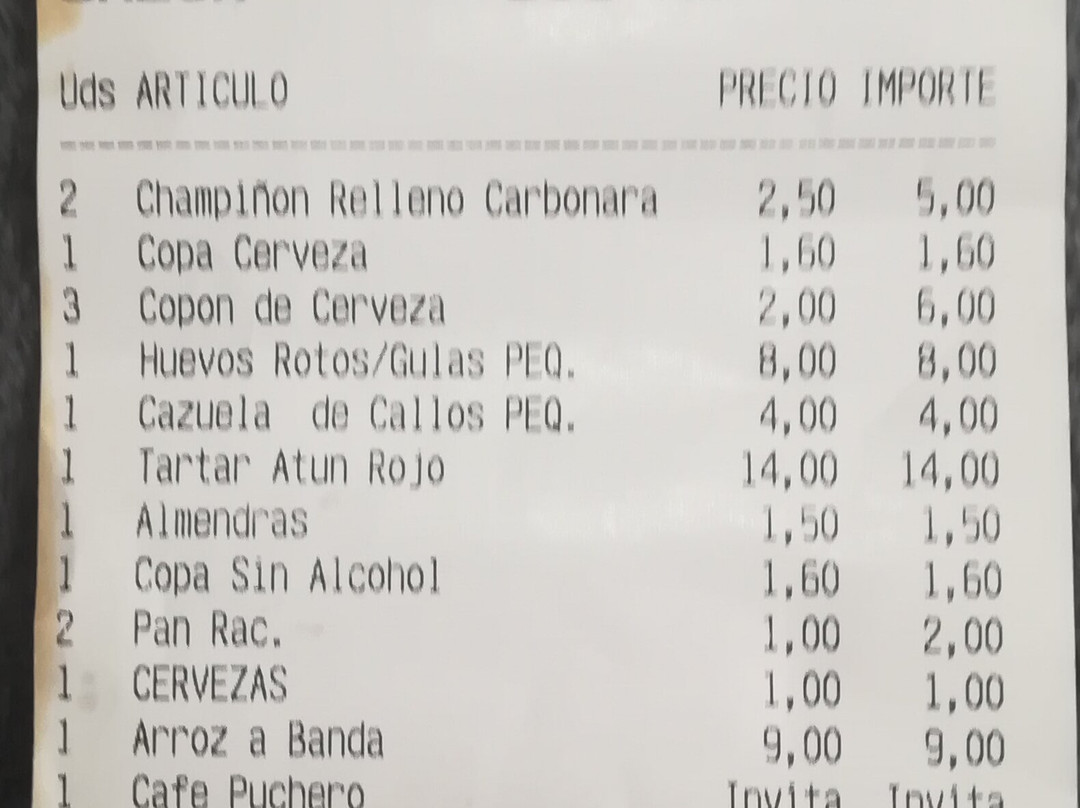 Uds ARTICULO PRECIO IMPORTE
2 Champiñon Relleno Carbonara 2,50 5,00
1 Copa Cerveza 1,60 1,60
3 Copon de Cerveza 2,00 6,00
1 Huevos Rotos/Gulas PEQ. 8,00 8,00
1 Cazuela de Callos PEQ. 4,00 4,00
1 Tartar Atun Rojo 14,00 14,00
1 Almendras 1,50 1,50
1 Copa Sin Alcohol 1,60 1,60
2 Pan Rac. 1,00 2,00
1 CERVEZAS 1,00 1,00
1 Arroz a Banda 9,00 9,00
1 Cafe Puchero Invita Invita